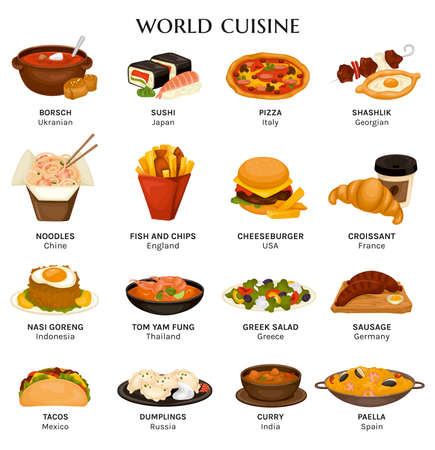 WORLD CUISINE
BORSCH
Ukranian
SUSHI
Japan
PIZZA
Italy
SHASHLIK
Georgian
NOODLES
Chine
FISH AND CHIPS
England
CHEESEBURGER
USA
CROISSANT
France
NASI GORENG
Indonesia
TOM YAM FUNG
Thailand
GREEK SALAD
Greece
SAUSAGE
Germany
TACOS
Mexico
DUMPLINGS
Russia
CURRY
India
PAELLA
Spain